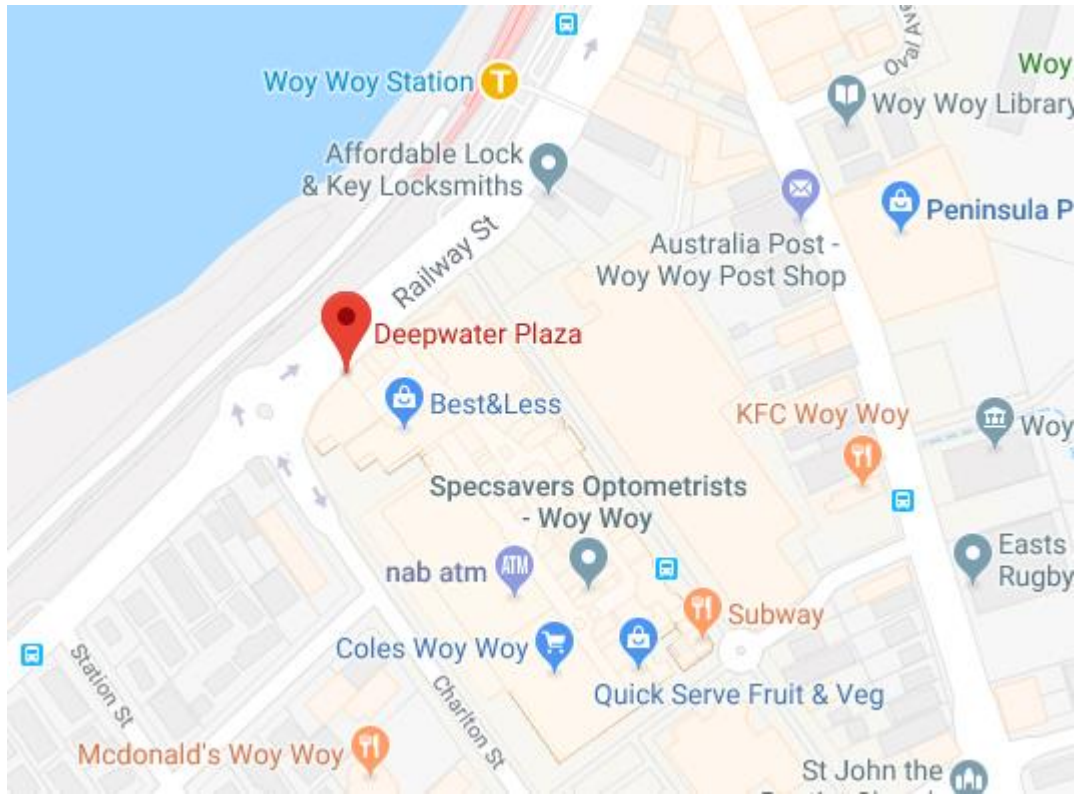 Oval Ave
Woy
Woy Woy Station
T
Woy Woy Library
Affordable Lock
& Key Locksmiths
Peninsula P
Australia Post -
Woy Woy Post Shop
Railway St
Deepwater Plaza
Best&Less
KFC Woy Woy
Woy
Specsavers Optometrists
- Woy Woy
Easts
Rugby
nab atm
ATM
Subway
Coles Woy Woy
Quick Serve Fruit & Veg
Station St
Charlton St
Mcdonald's Woy Woy
St John the